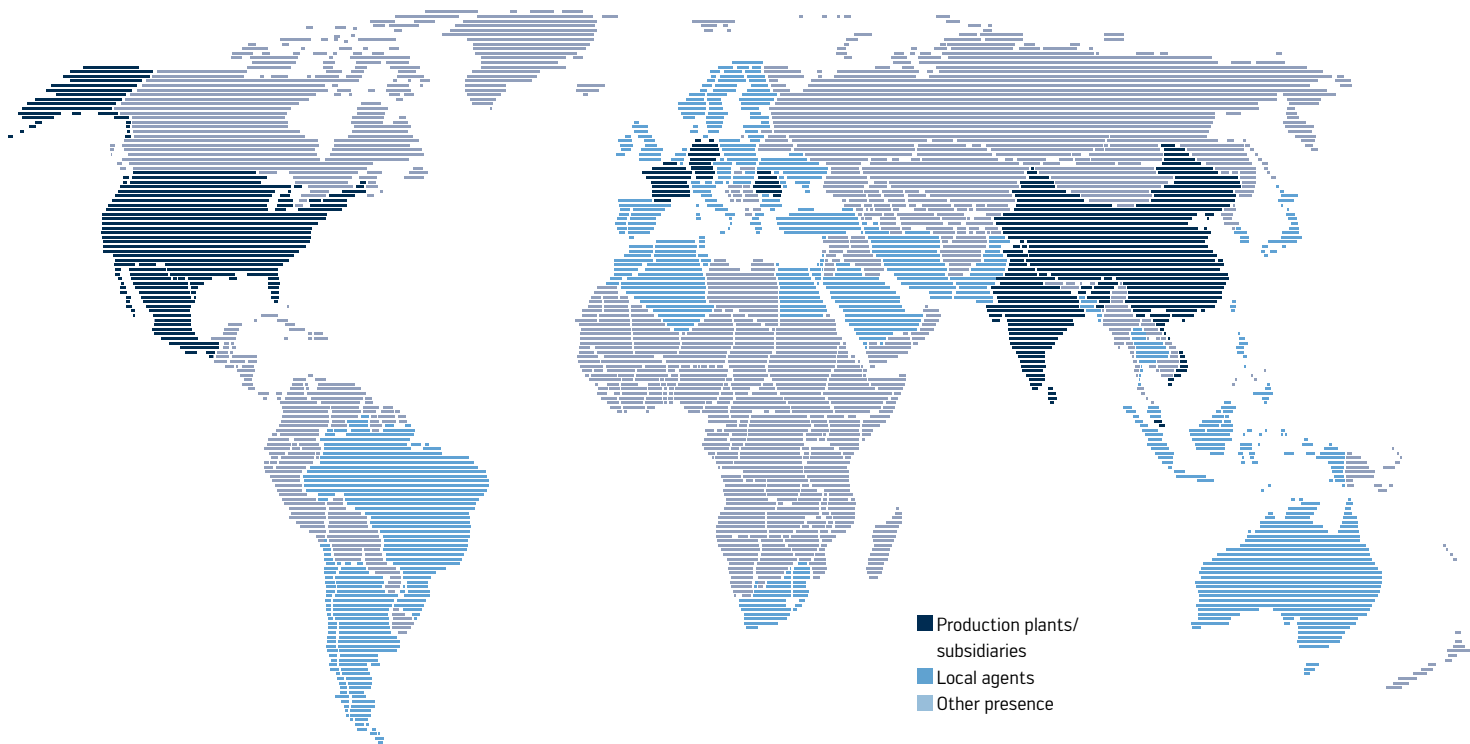 Production plants/
subsidiaries
Local agents
Other presence